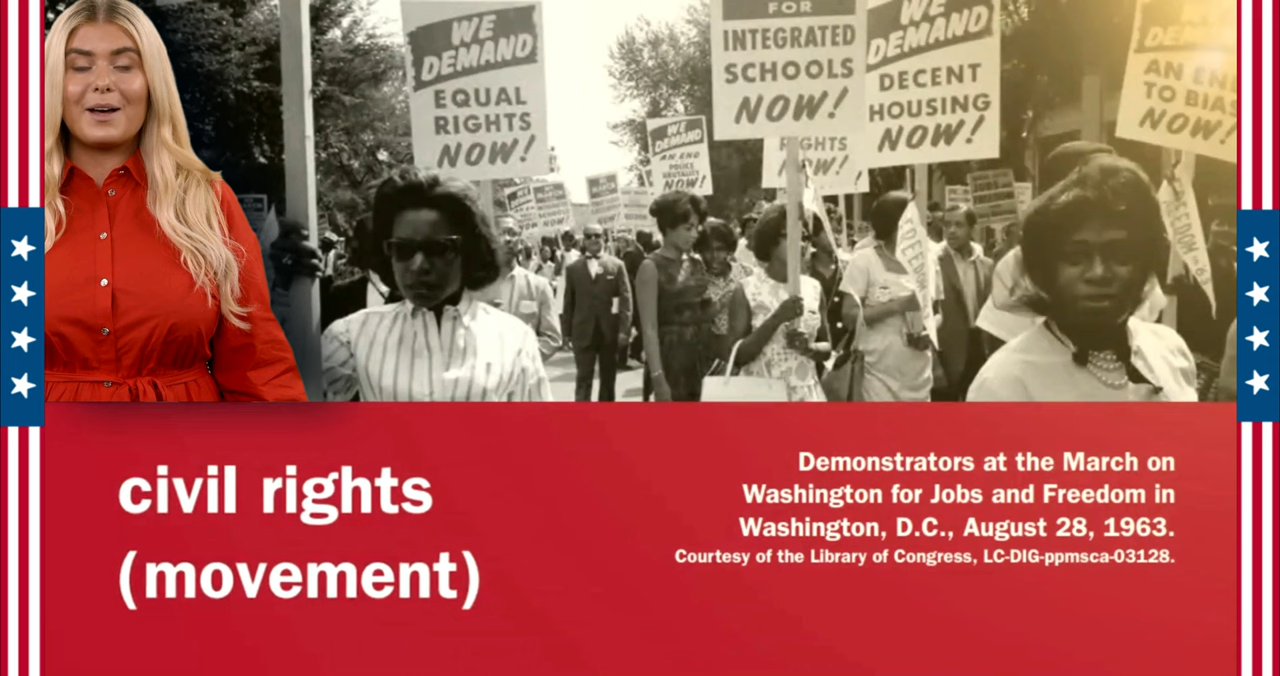 WE
DEMAND
EQUAL
RIGHTS
NOW!
WE
DEMAND
AN END
POLICE
BRUTALITY
NOW!
FOR
INTEGRATED
SCHOOLS
NOW!
RIGHTS
NOW!
WE
DEMAND
DECENT
HOUSING
NOW!
DEMAND
AN END
TO BIAS
NOW!
FREEDOM
FREEDOM
civil rights
(movement)
Demonstrators at the March on
Washington for Jobs and Freedom in
Washington, D.C., August 28, 1963.
Courtesy of the Library of Congress, LC-DIG-ppmsca-03128.